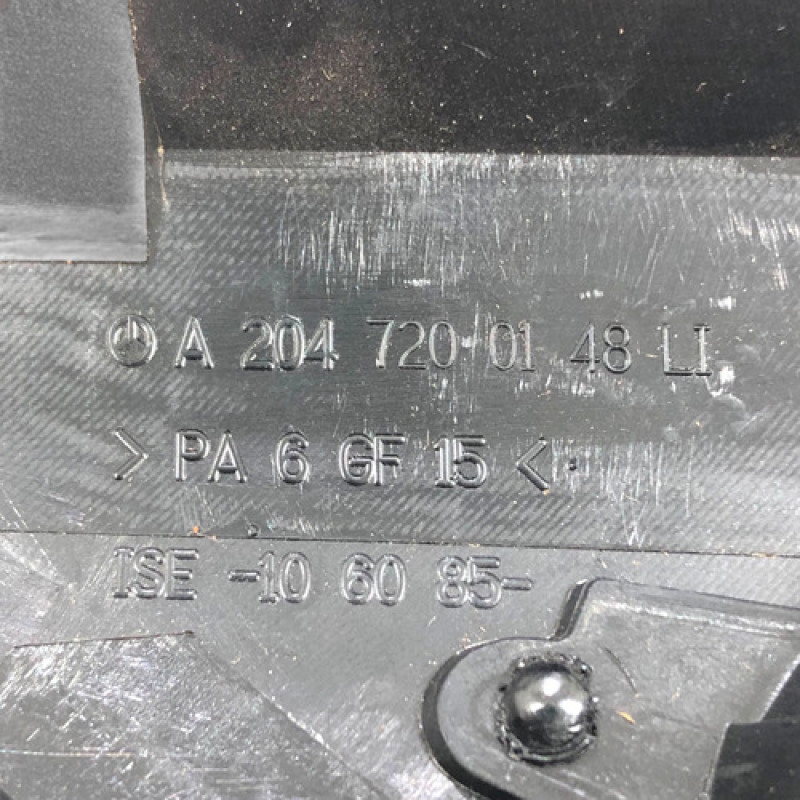 A 204 720 01 48 LI
> PA 6 GF 15 <
ISE -10 60 85-